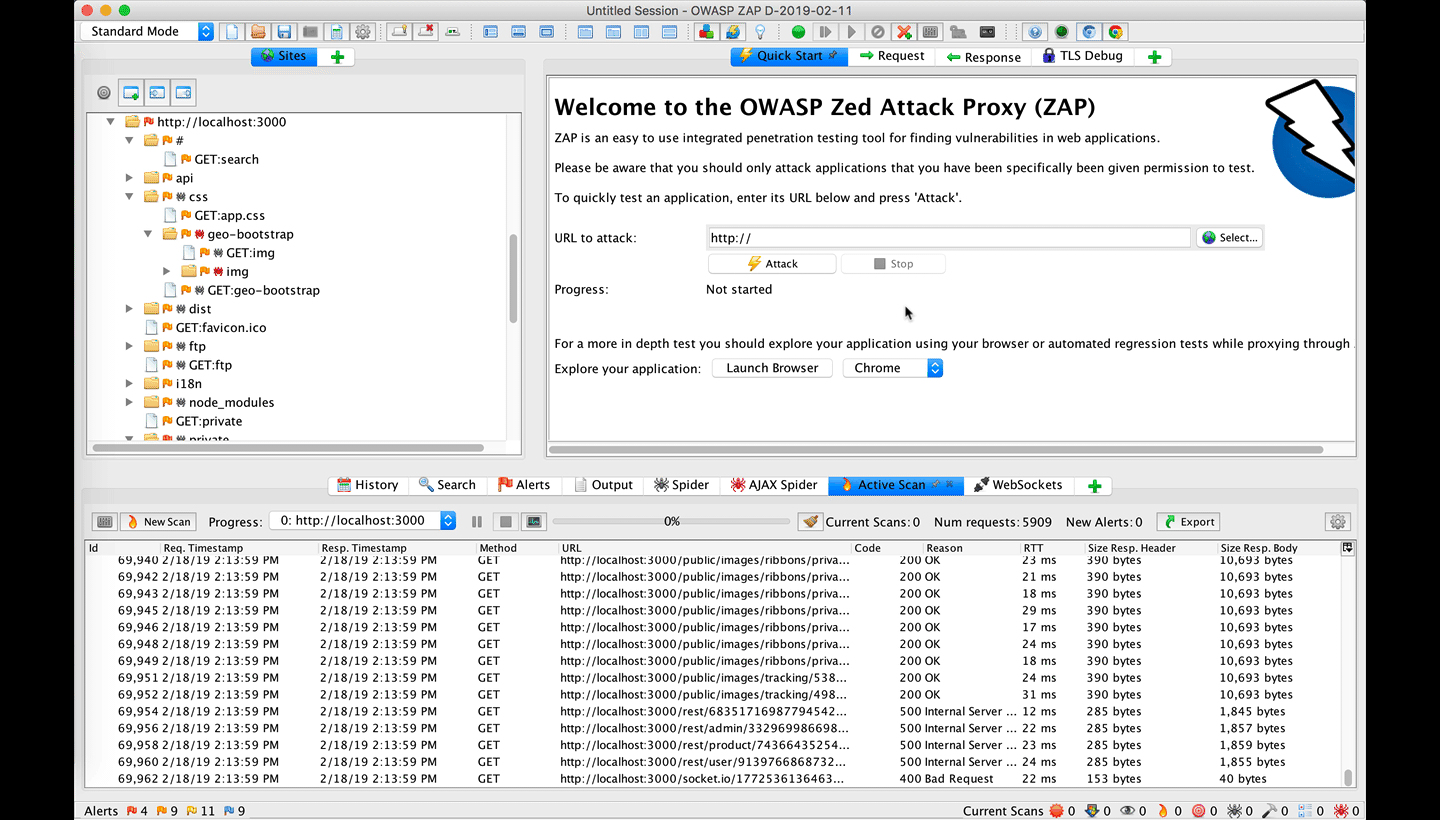 Untitled Session - OWASP ZAP D-2019-02-11
Standard Mode
Sites
Quick Start Request Response TLS Debug
http://localhost:3000
#
GET:search
api
css
GET:app.css
geo-bootstrap
GET:img
img
GET:geo-bootstrap
dist
GET:favicon.ico
ftp
GET:ftp
i18n
node_modules
GET:private
private
Welcome to the OWASP Zed Attack Proxy (ZAP)
ZAP is an easy to use integrated penetration testing tool for finding vulnerabilities in web applications.
Please be aware that you should only attack applications that you have been specifically been given permission to test.
To quickly test an application, enter its URL below and press 'Attack'.
URL to attack: http:// Select...
Attack Stop
Progress: Not started
For a more in depth test you should explore your application using your browser or automated regression tests while proxying through
Explore your application: Launch Browser Chrome
History Search Alerts Output Spider AJAX Spider Active Scan WebSockets
New Scan Progress: 0: http://localhost:3000 0% Current Scans: 0 Num requests: 5909 New Alerts: 0 Export
Id Req. Timestamp Resp. Timestamp Method URL Code Reason RTT Size Resp. Header Size Resp. Body
69,940 2/18/19 2:13:59 PM 2/18/19 2:13:59 PM GET http://localhost:3000/public/images/ribbons/priva... 200 OK 23 ms 390 bytes 10,693 bytes
69,942 2/18/19 2:13:59 PM 2/18/19 2:13:59 PM GET http://localhost:3000/public/images/ribbons/priva... 200 OK 21 ms 390 bytes 10,693 bytes
69,943 2/18/19 2:13:59 PM 2/18/19 2:13:59 PM GET http://localhost:3000/public/images/ribbons/priva... 200 OK 18 ms 390 bytes 10,693 bytes
69,945 2/18/19 2:13:59 PM 2/18/19 2:13:59 PM GET http://localhost:3000/public/images/ribbons/priva... 200 OK 29 ms 390 bytes 10,693 bytes
69,946 2/18/19 2:13:59 PM 2/18/19 2:13:59 PM GET http://localhost:3000/public/images/ribbons/priva... 200 OK 17 ms 390 bytes 10,693 bytes
69,948 2/18/19 2:13:59 PM 2/18/19 2:13:59 PM GET http://localhost:3000/public/images/ribbons/priva... 200 OK 24 ms 390 bytes 10,693 bytes
69,949 2/18/19 2:13:59 PM 2/18/19 2:13:59 PM GET http://localhost:3000/public/images/ribbons/priva... 200 OK 18 ms 390 bytes 10,693 bytes
69,951 2/18/19 2:13:59 PM 2/18/19 2:13:59 PM GET http://localhost:3000/public/images/tracking/538... 200 OK 24 ms 390 bytes 10,693 bytes
69,952 2/18/19 2:13:59 PM 2/18/19 2:13:59 PM GET http://localhost:3000/public/images/tracking/498... 200 OK 31 ms 390 bytes 10,693 bytes
69,954 2/18/19 2:13:59 PM 2/18/19 2:13:59 PM GET http://localhost:3000/rest/68351716987794542... 500 Internal Server ... 12 ms 285 bytes 1,845 bytes
69,956 2/18/19 2:13:59 PM 2/18/19 2:13:59 PM GET http://localhost:3000/rest/admin/332969986698... 500 Internal Server ... 22 ms 285 bytes 1,857 bytes
69,958 2/18/19 2:13:59 PM 2/18/19 2:13:59 PM GET http://localhost:3000/rest/product/74366435254... 500 Internal Server ... 23 ms 285 bytes 1,859 bytes
69,960 2/18/19 2:13:59 PM 2/18/19 2:13:59 PM GET http://localhost:3000/rest/user/9139766868732... 500 Internal Server ... 24 ms 285 bytes 1,855 bytes
69,962 2/18/19 2:13:59 PM 2/18/19 2:13:59 PM GET http://localhost:3000/socket.io/1772536136463... 400 Bad Request 22 ms 153 bytes 40 bytes
Alerts 4 9 11 9 Current Scans 0 0 0 0 0 0 0 0 0